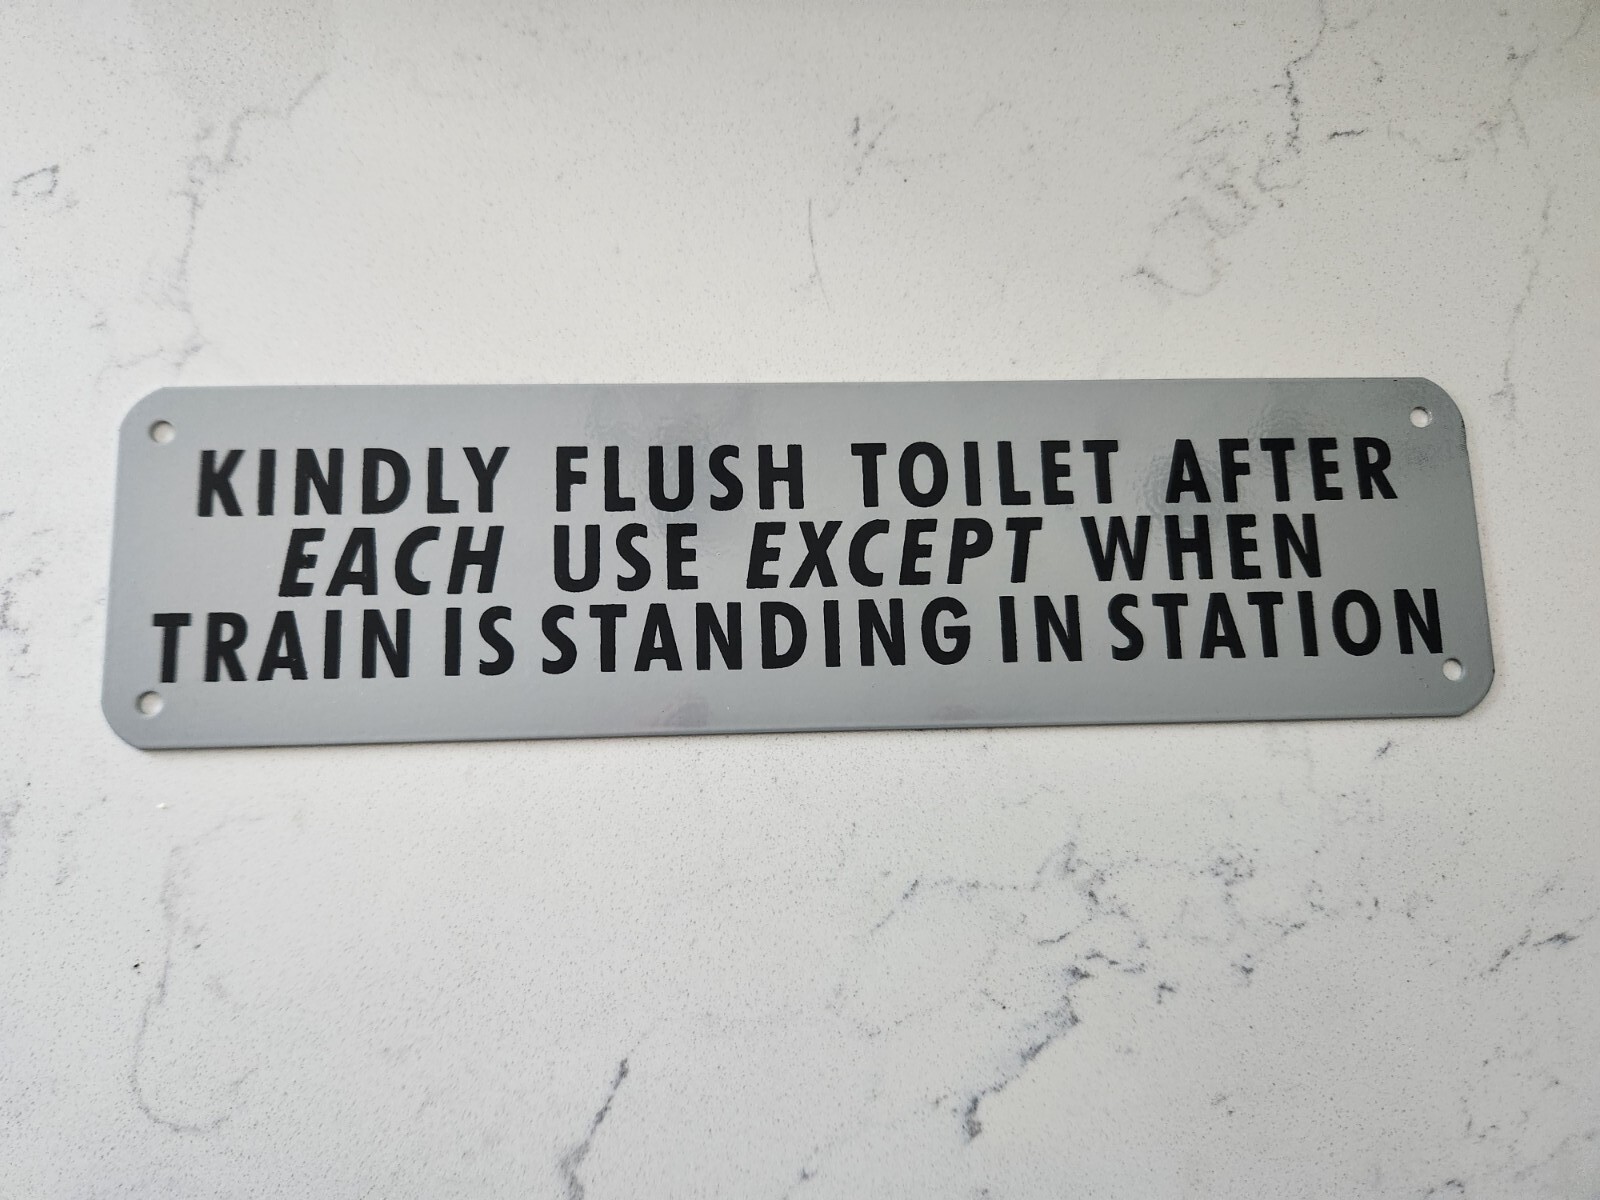 KINDLY FLUSH TOILET AFTER
EACH USE EXCEPT WHEN
TRAIN IS STANDING IN STATION